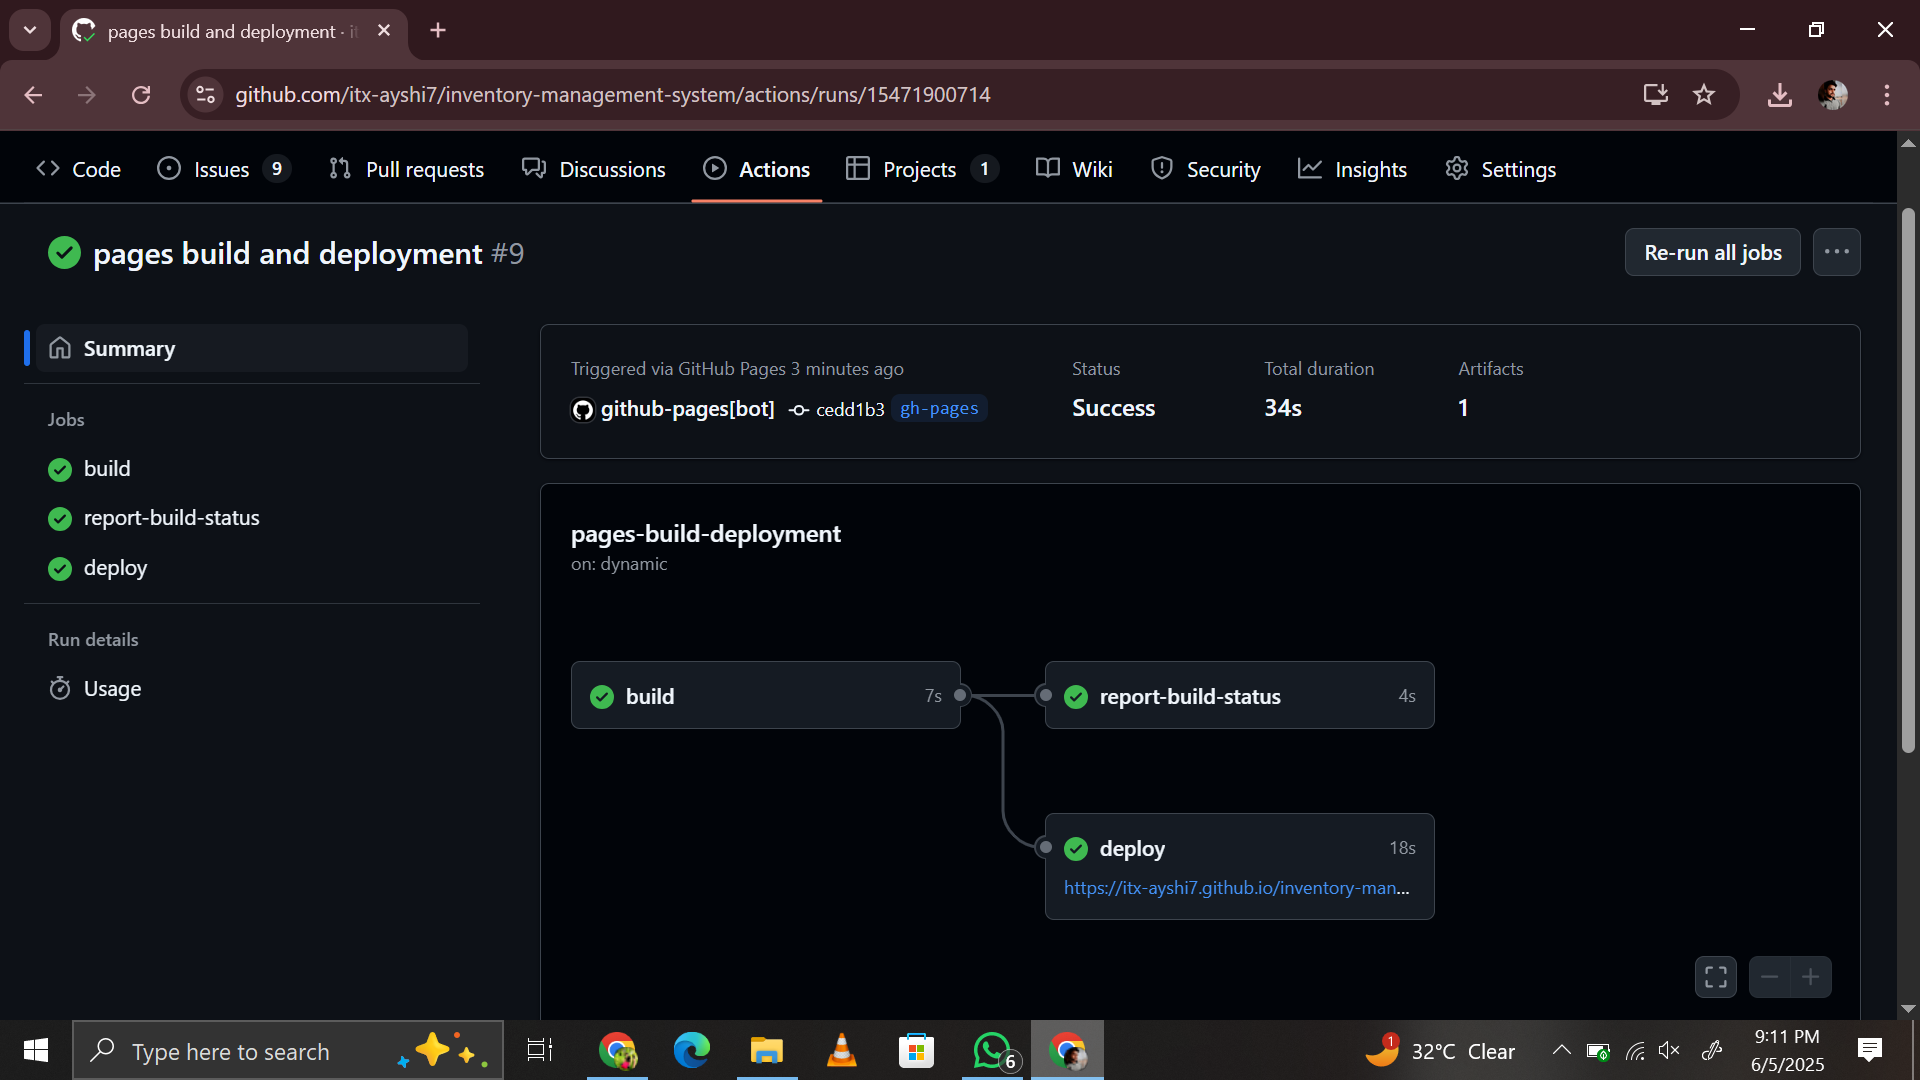 pages build and deployment · it
github.com/itx-ayshi7/inventory-management-system/actions/runs/15471900714
Code Issues 9 Pull requests Discussions Actions Projects 1 Wiki Security Insights Settings
pages build and deployment #9
Re-run all jobs
Summary
Jobs
build
report-build-status
deploy
Run details
Usage
Triggered via GitHub Pages 3 minutes ago
github-pages[bot] cedd1b3 gh-pages
Status
Success
Total duration
34s
Artifacts
1
pages-build-deployment
on: dynamic
build 7s
report-build-status 4s
deploy 18s
https://itx-ayshi7.github.io/inventory-man...
Type here to search
6
1
32°C Clear
9:11 PM
6/5/2025